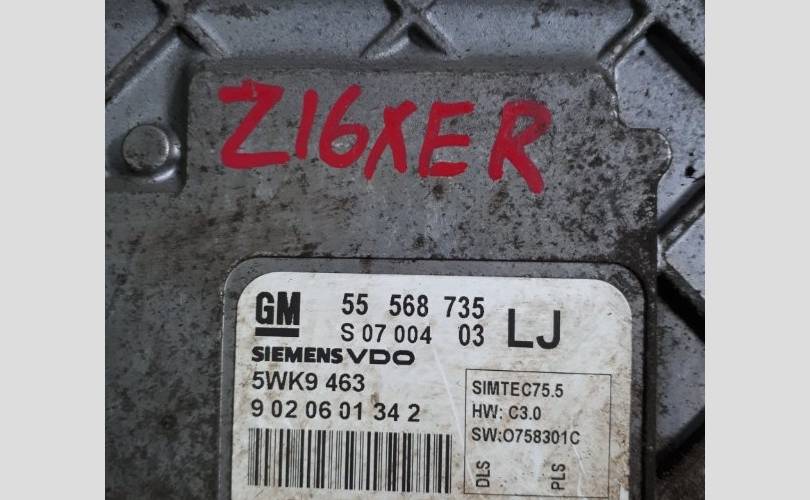 Z16XER
GM 55 568 735 LJ
S 07 004 03
SIEMENS VDO
5WK9 463
9 02 06 01 34 2
SIMTEC75.5
HW: C3.0
SW:O758301C
DLS PLS